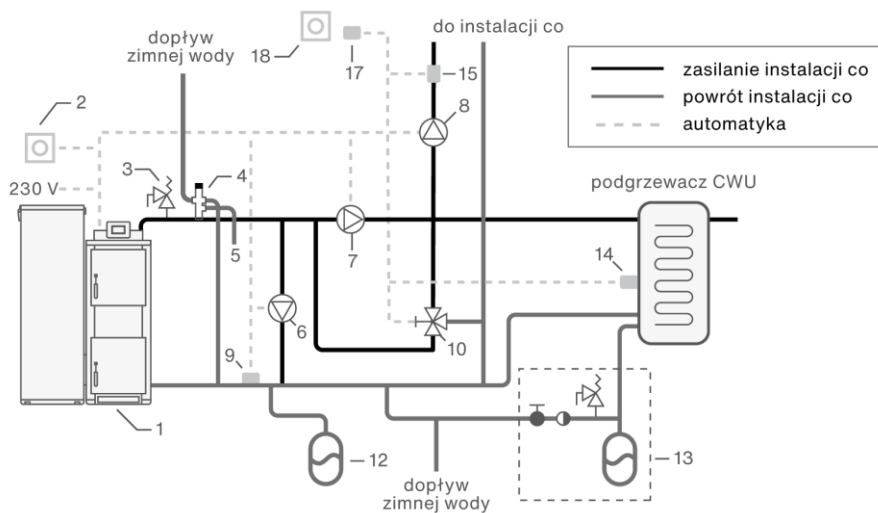 dopływ
zimnej wody
18
17
do instalacji co
15
zasilanie instalacji co
powrót instalacji co
automatyka
2
8
3
4
230 V
podgrzewacz CWU
5
7
14
6
10
9
1
12
13
dopływ
zimnej wody